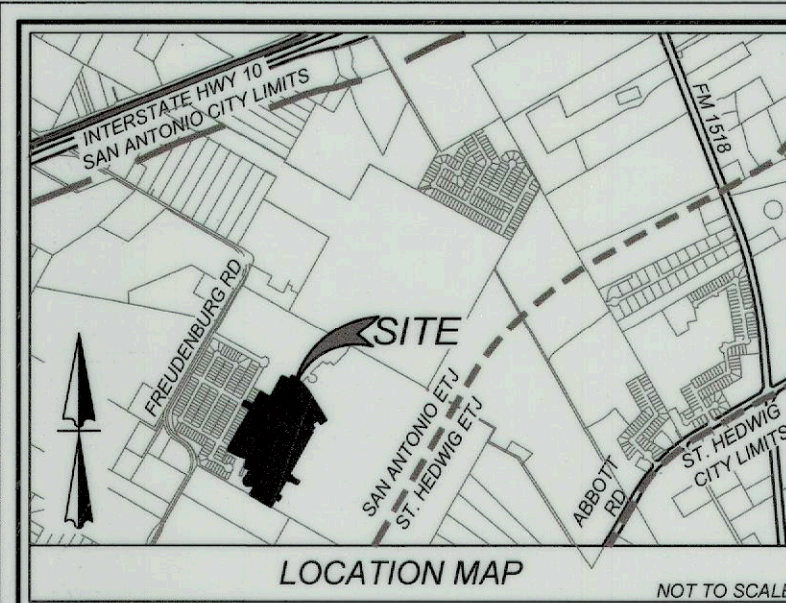 INTERSTATE HWY 10
SAN ANTONIO CITY LIMITS
FM 1518
FREUDENBURG RD
SITE
SAN ANTONIO ETJ
ST. HEDWIG ETJ
ABBOTT
RD
ST. HEDWIG
CITY LIMITS
LOCATION MAP
NOT TO SCALE